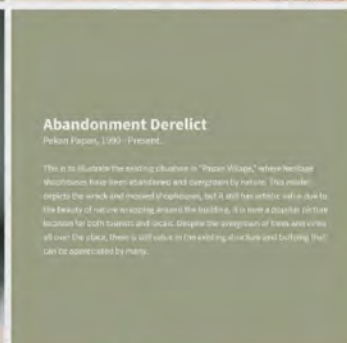 Abandonment Derelict
Pekan Papan, 1990 - Present.
This is to illustrate the existing situation in "Papan Village," where heritage
shophouses have been abandoned and overgrown by nature. This model
depicts the wreck and messed shophouses, but it still has artistic value due to
the beauty of nature wrapping around the building. It is now a popular picture
location for both tourists and locals. Despite the overgrown of trees and vines
all over the place, there is still value in the existing structure and building that
can be appreciated by many.